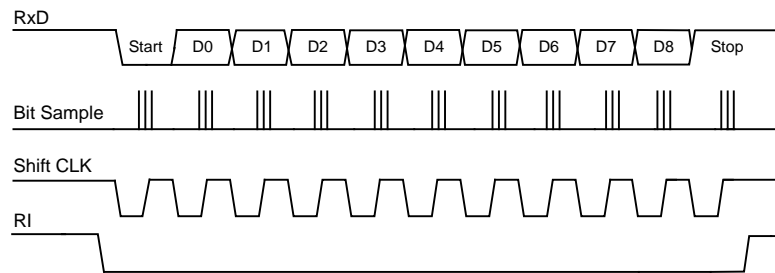 RxD
Start D0 D1 D2 D3 D4 D5 D6 D7 D8 Stop
Bit Sample
Shift CLK
RI